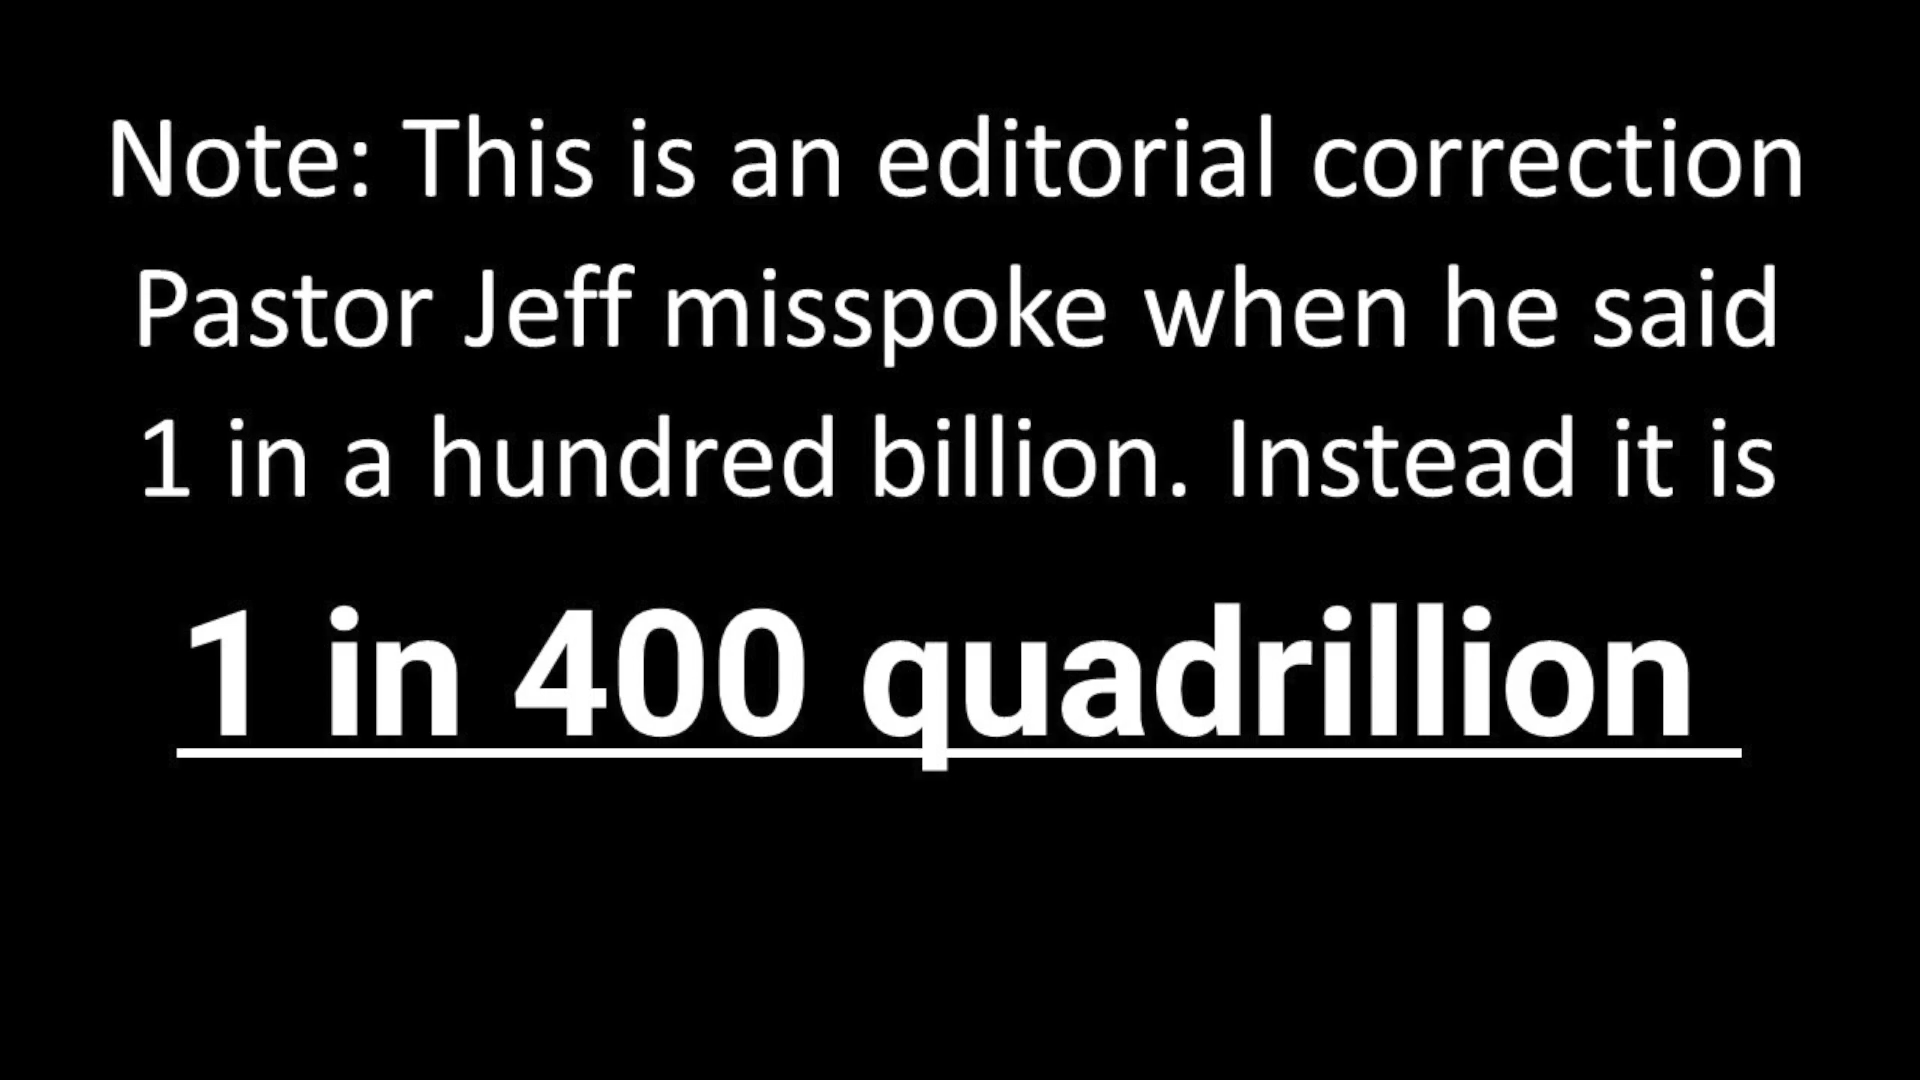 Note: This is an editorial correction
Pastor Jeff misspoke when he said
1 in a hundred billion. Instead it is
1 in 400 quadrillion